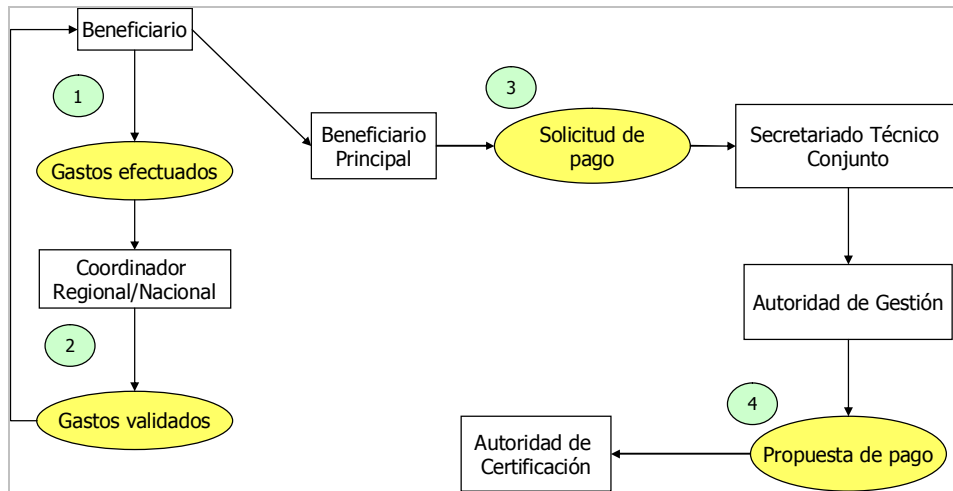 Beneficiario
1
Gastos efectuados
Coordinador
Regional/Nacional
2
Gastos validados
Beneficiario
Principal
3
Solicitud de
pago
Secretariado Técnico
Conjunto
Autoridad de Gestión
4
Propuesta de pago
Autoridad de
Certificación